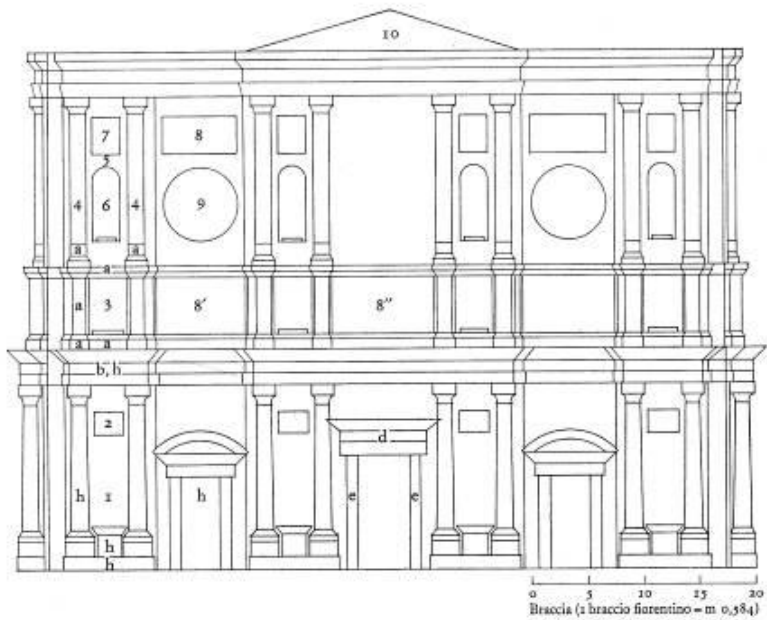 10
7 8
5
4 6 4 9
a a
a
a 3 8' 8"
a a
b, h
2
d
h 1 h e e
h
h
0 5 10 15 20
Braccia (1 braccio fiorentino = m 0,584)